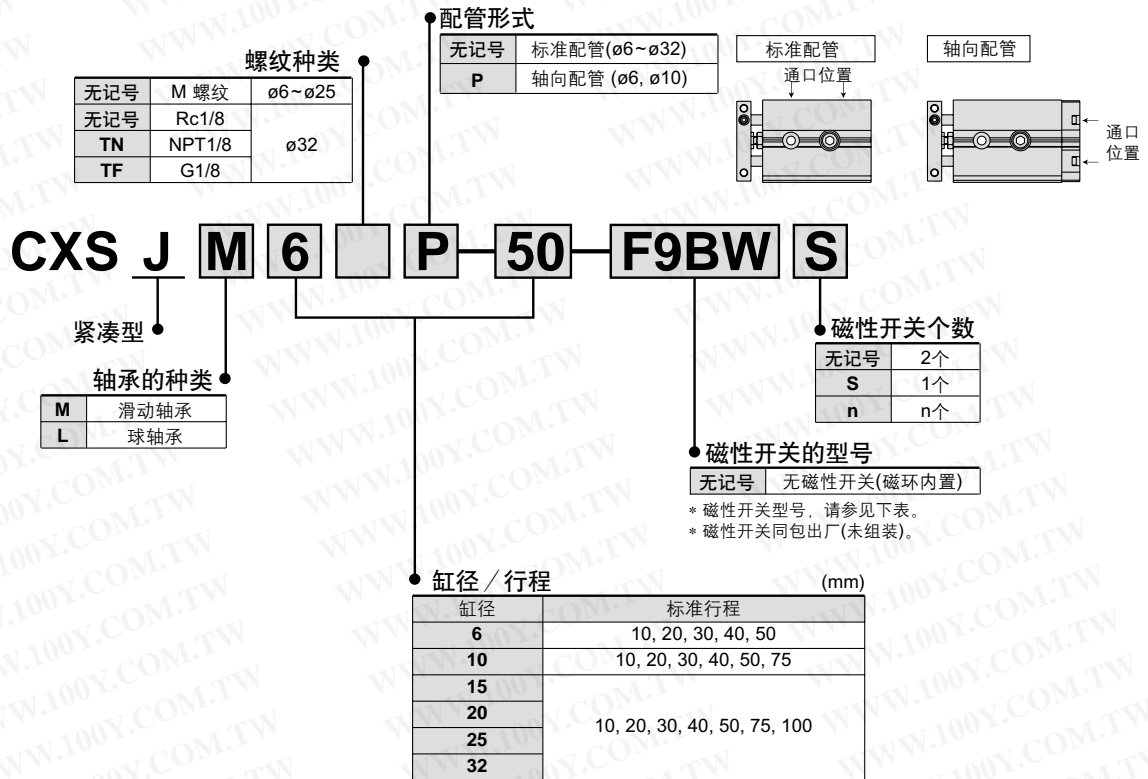 配管形式
无记号 标准配管(ø6~ø32)
P 轴向配管 (ø6, ø10)
标准配管
通口位置
轴向配管
通口
位置
螺纹种类
无记号 M 螺纹 ø6~ø25
无记号 Rc1/8
TN NPT1/8 ø32
TF G1/8
CXS J M 6 P 50 F9BW S
紧凑型
轴承的种类
M 滑动轴承
L 球轴承
磁性开关个数
无记号 2个
S 1个
n n个
磁性开关的型号
无记号 无磁性开关(磁环内置)
* 磁性开关型号，请参见下表。
* 磁性开关同包出厂(未组装)。
缸径／行程 (mm)
缸径 标准行程
6 10, 20, 30, 40, 50
10 10, 20, 30, 40, 50, 75
15
20
10, 20, 30, 40, 50, 75, 100
25
32
WWW.100Y.COM.TW